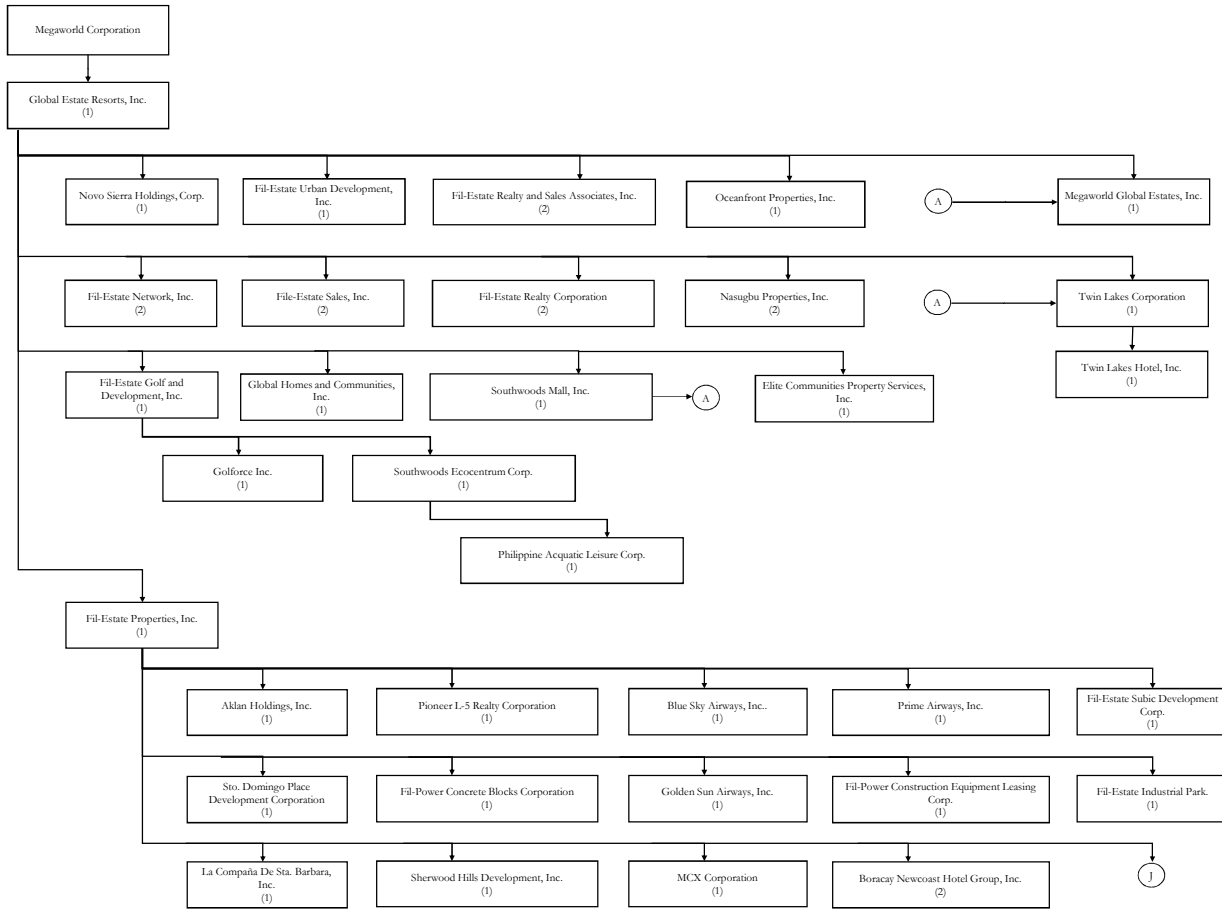 Megaworld Corporation
Global Estate Resorts, Inc.
(1)
Novo Sierra Holdings, Corp.
(1)
Fil-Estate Urban Development,
Inc.
(1)
Fil-Estate Realty and Sales Associates, Inc.
(2)
Oceanfront Properties, Inc.
(1)
A
Megaworld Global Estates, Inc.
(1)
Fil-Estate Network, Inc.
(2)
File-Estate Sales, Inc.
(2)
Fil-Estate Realty Corporation
(2)
Nasugbu Properties, Inc.
(2)
A
Twin Lakes Corporation
(1)
Fil-Estate Golf and
Development, Inc.
(1)
Global Homes and Communities,
Inc.
(1)
Southwoods Mall, Inc.
(1)
A
Elite Communities Property Services,
Inc.
(1)
Twin Lakes Hotel, Inc.
(1)
Golforce Inc.
(1)
Southwoods Ecocentrum Corp.
(1)
Philippine Acquatic Leisure Corp.
(1)
Fil-Estate Properties, Inc.
(1)
Aklan Holdings, Inc.
(1)
Pioneer L-5 Realty Corporation
(1)
Blue Sky Airways, Inc..
(1)
Prime Airways, Inc.
(1)
Fil-Estate Subic Development
Corp.
(1)
Sto. Domingo Place
Development Corporation
(1)
Fil-Power Concrete Blocks Corporation
(1)
Golden Sun Airways, Inc.
(1)
Fil-Power Construction Equipment Leasing
Corp.
(1)
Fil-Estate Industrial Park.
(1)
La Compaña De Sta. Barbara,
Inc.
(1)
Sherwood Hills Development, Inc.
(1)
MCX Corporation
(1)
Boracay Newcoast Hotel Group, Inc.
(2)
J